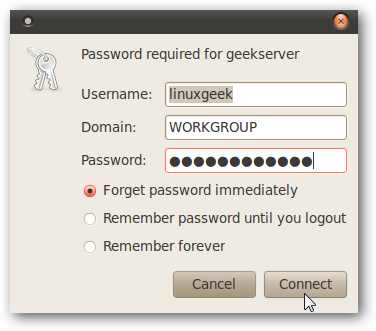 Password required for geekserver
Username: linuxgeek
Domain: WORKGROUP
Password: ●●●●●●●●●●●●
Forget password immediately
Remember password until you logout
Remember forever
Cancel Connect